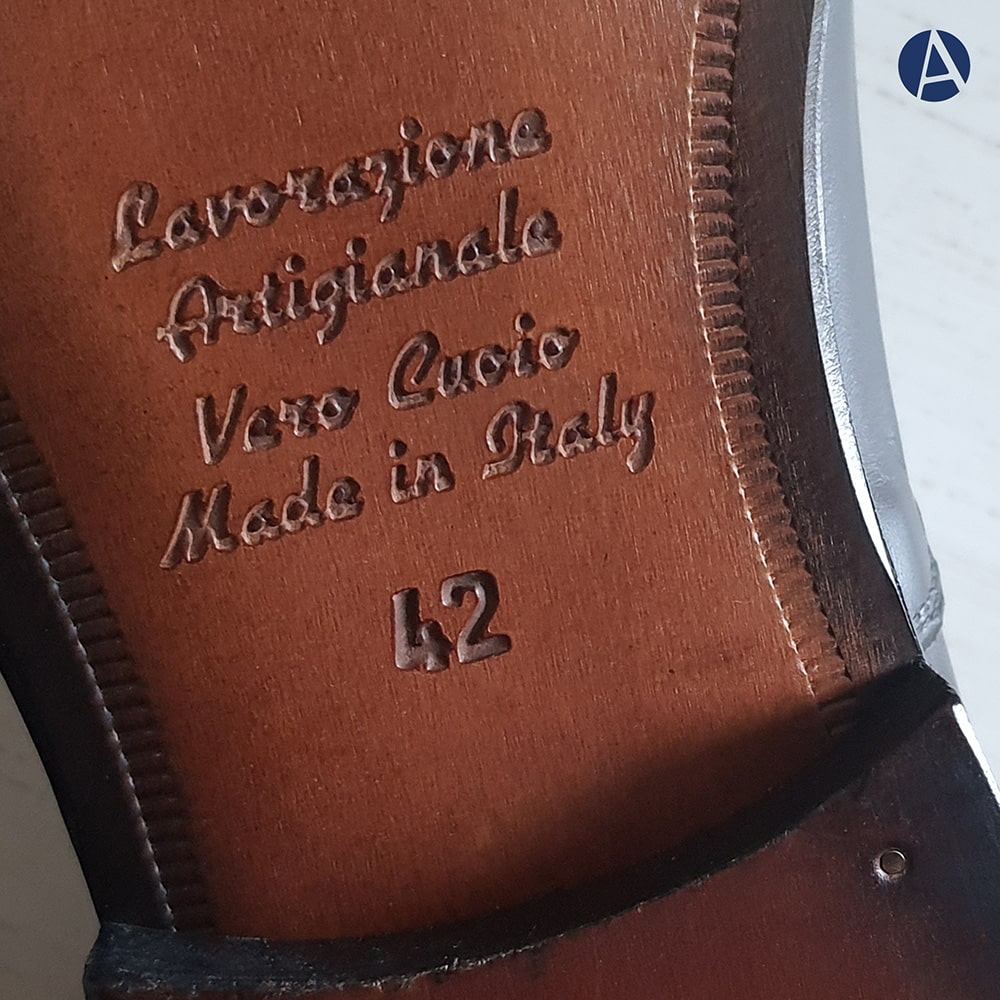 Lavorazione
Artigianale
Vero Cuoio
Made in Italy
42
A